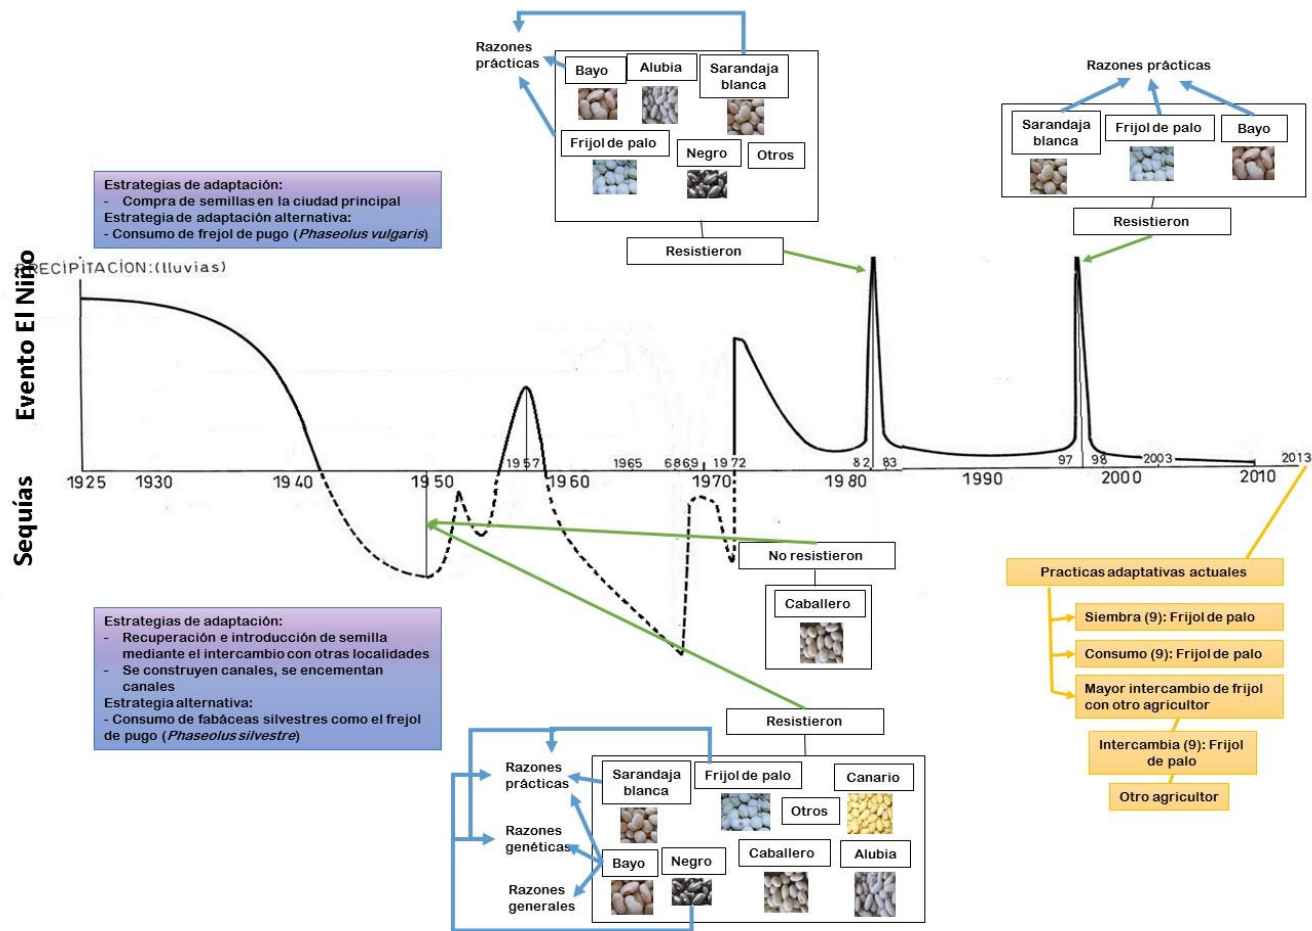 Razones
prácticas
Bayo
Alubia
Sarandaja
blanca
Frijol de palo
Negro
Otros
Resistieron
Razones prácticas
Sarandaja
blanca
Frijol de palo
Bayo
Resistieron
Estrategias de adaptación:
- Compra de semillas en la ciudad principal
Estrategia de adaptación alternativa:
- Consumo de frejol de pugo (Phaseolus vulgaris)
PRECIPITACION:(lluvias)
Evento El Niño
Sequías
1957
1965
6869
1972
82
83
97
98
2003
2013
1925
1930
1940
1950
1960
1970
1980
1990
2000
2010
No resistieron
Caballero
Practicas adaptativas actuales
Siembra (9): Frijol de palo
Consumo (9): Frijol de palo
Mayor intercambio de frijol
con otro agricultor
Intercambia (9): Frijol
de palo
Otro agricultor
Estrategias de adaptación:
- Recuperación e introducción de semilla
mediante el intercambio con otras localidades
- Se construyen canales, se encementan
canales
Estrategia alternativa:
- Consumo de fabáceas silvestres como el frejol
de pugo (Phaseolus silvestre)
Resistieron
Razones
prácticas
Razones
genéticas
Razones
generales
Sarandaja
blanca
Frijol de palo
Canario
Otros
Bayo
Negro
Caballero
Alubia